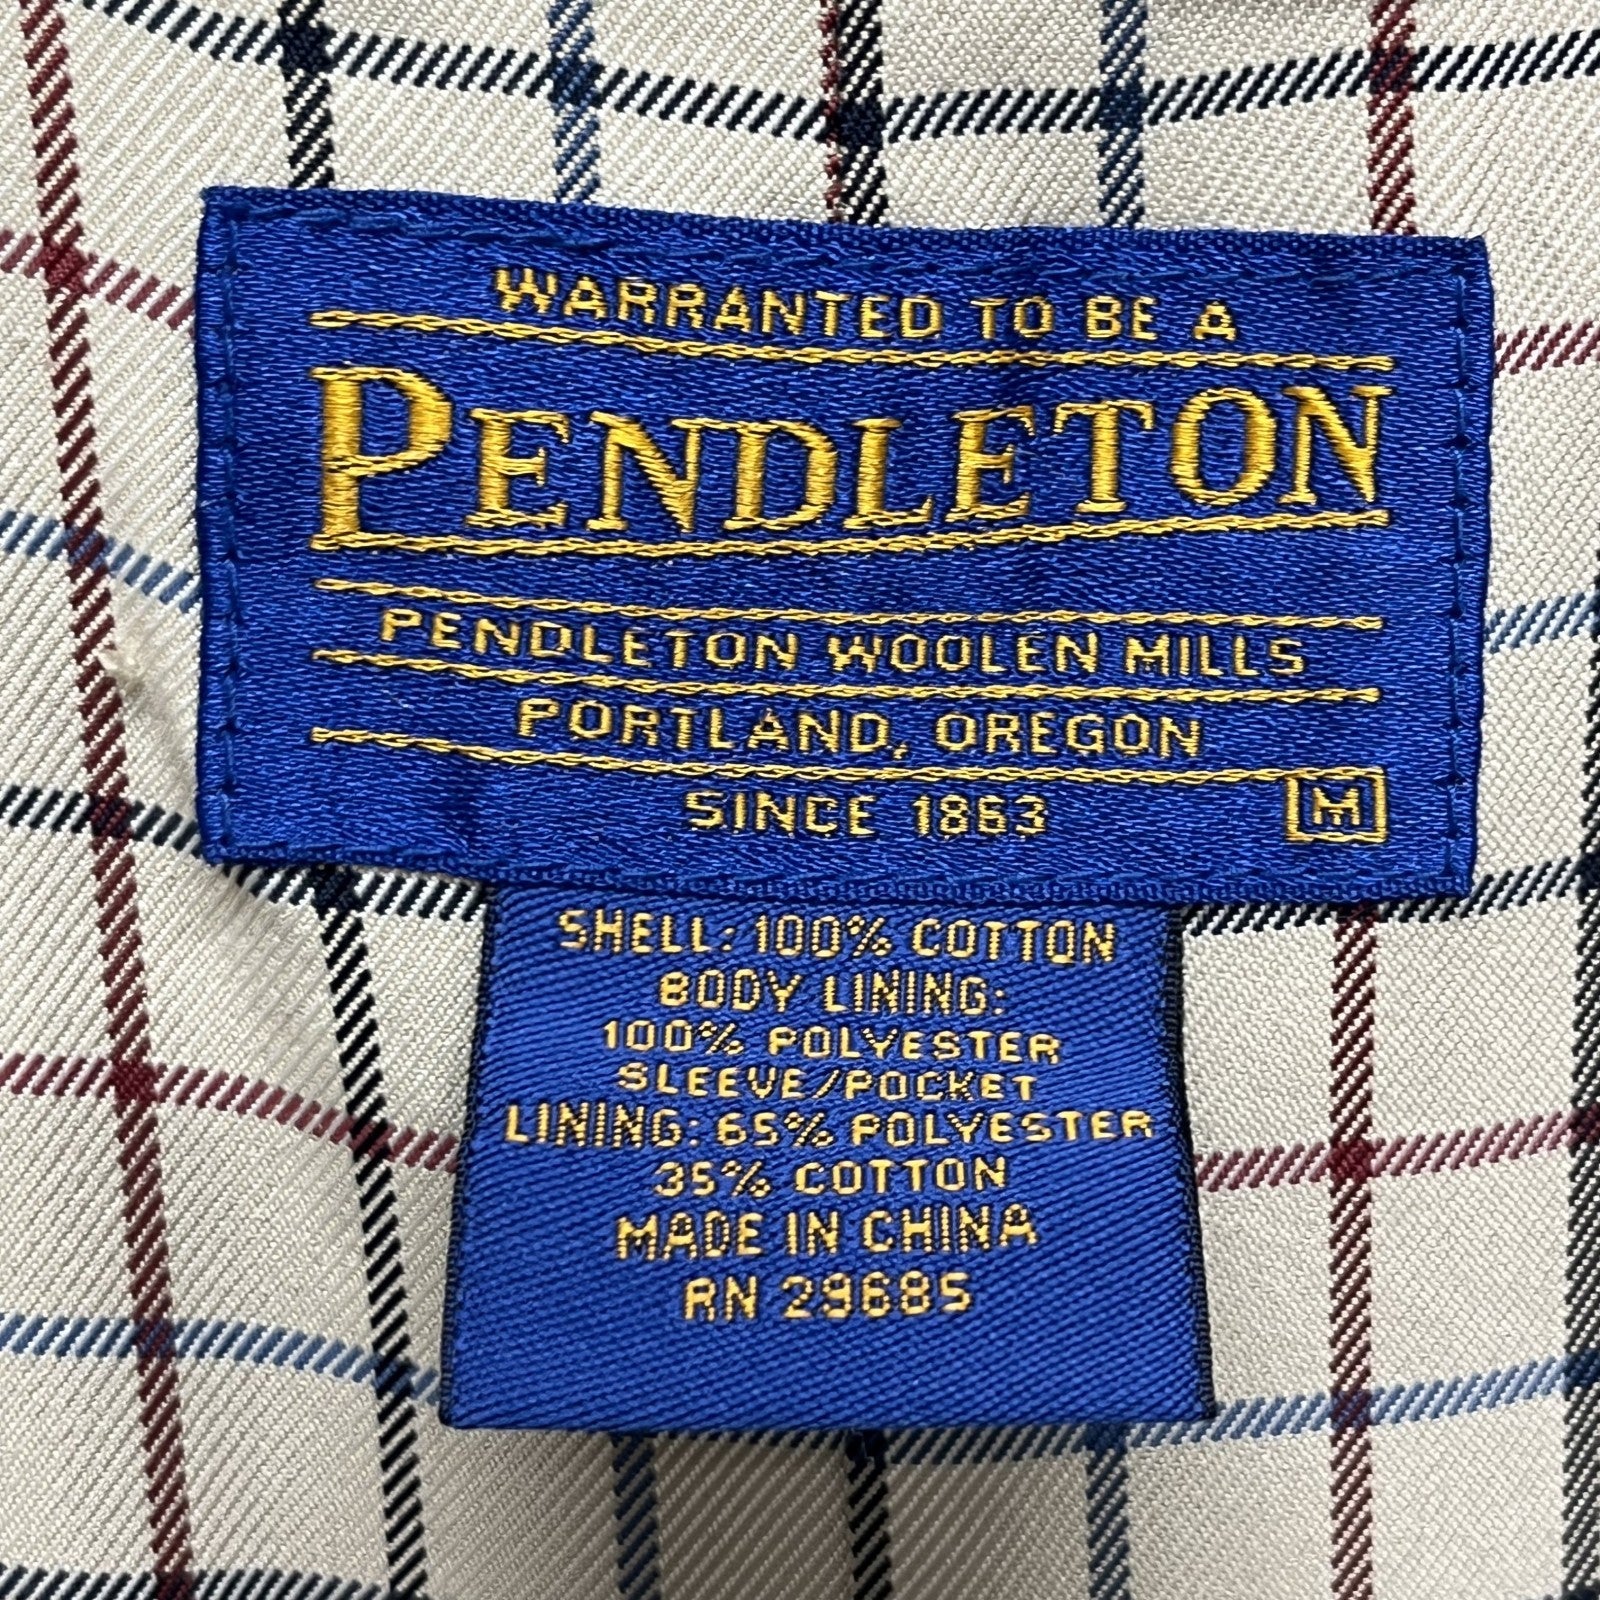 WARRANTED TO BE A
PENDLETON
PENDLETON WOOLEN MILLS
PORTLAND, OREGON
SINCE 1863
M
SHELL: 100% COTTON
BODY LINING:
100% POLYESTER
SLEEVE/POCKET
LINING: 65% POLYESTER
35% COTTON
MADE IN CHINA
RN 29685